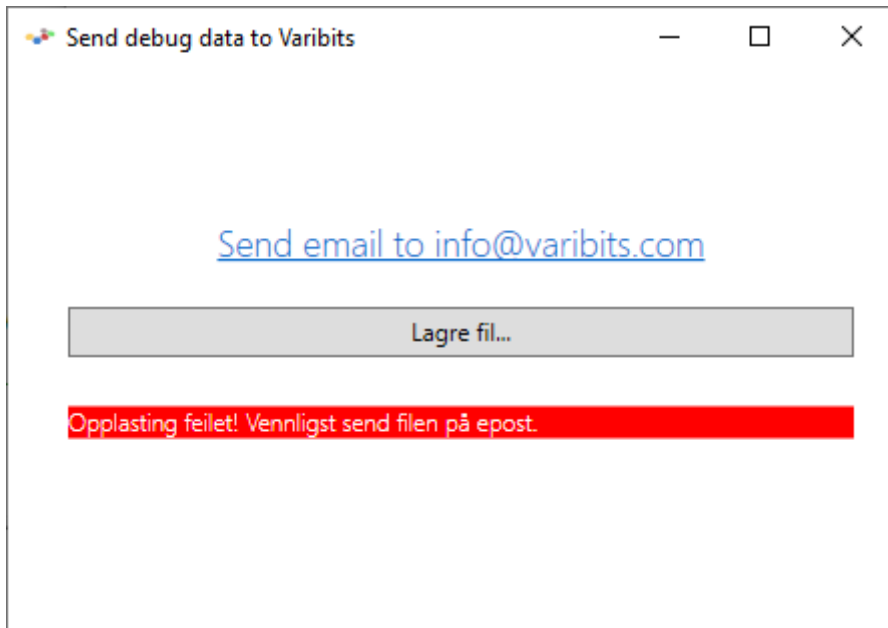 Send debug data to Varibits
Send email to info@varibits.com
Lagre fil...
Opplasting feilet! Vennligst send filen på epost.